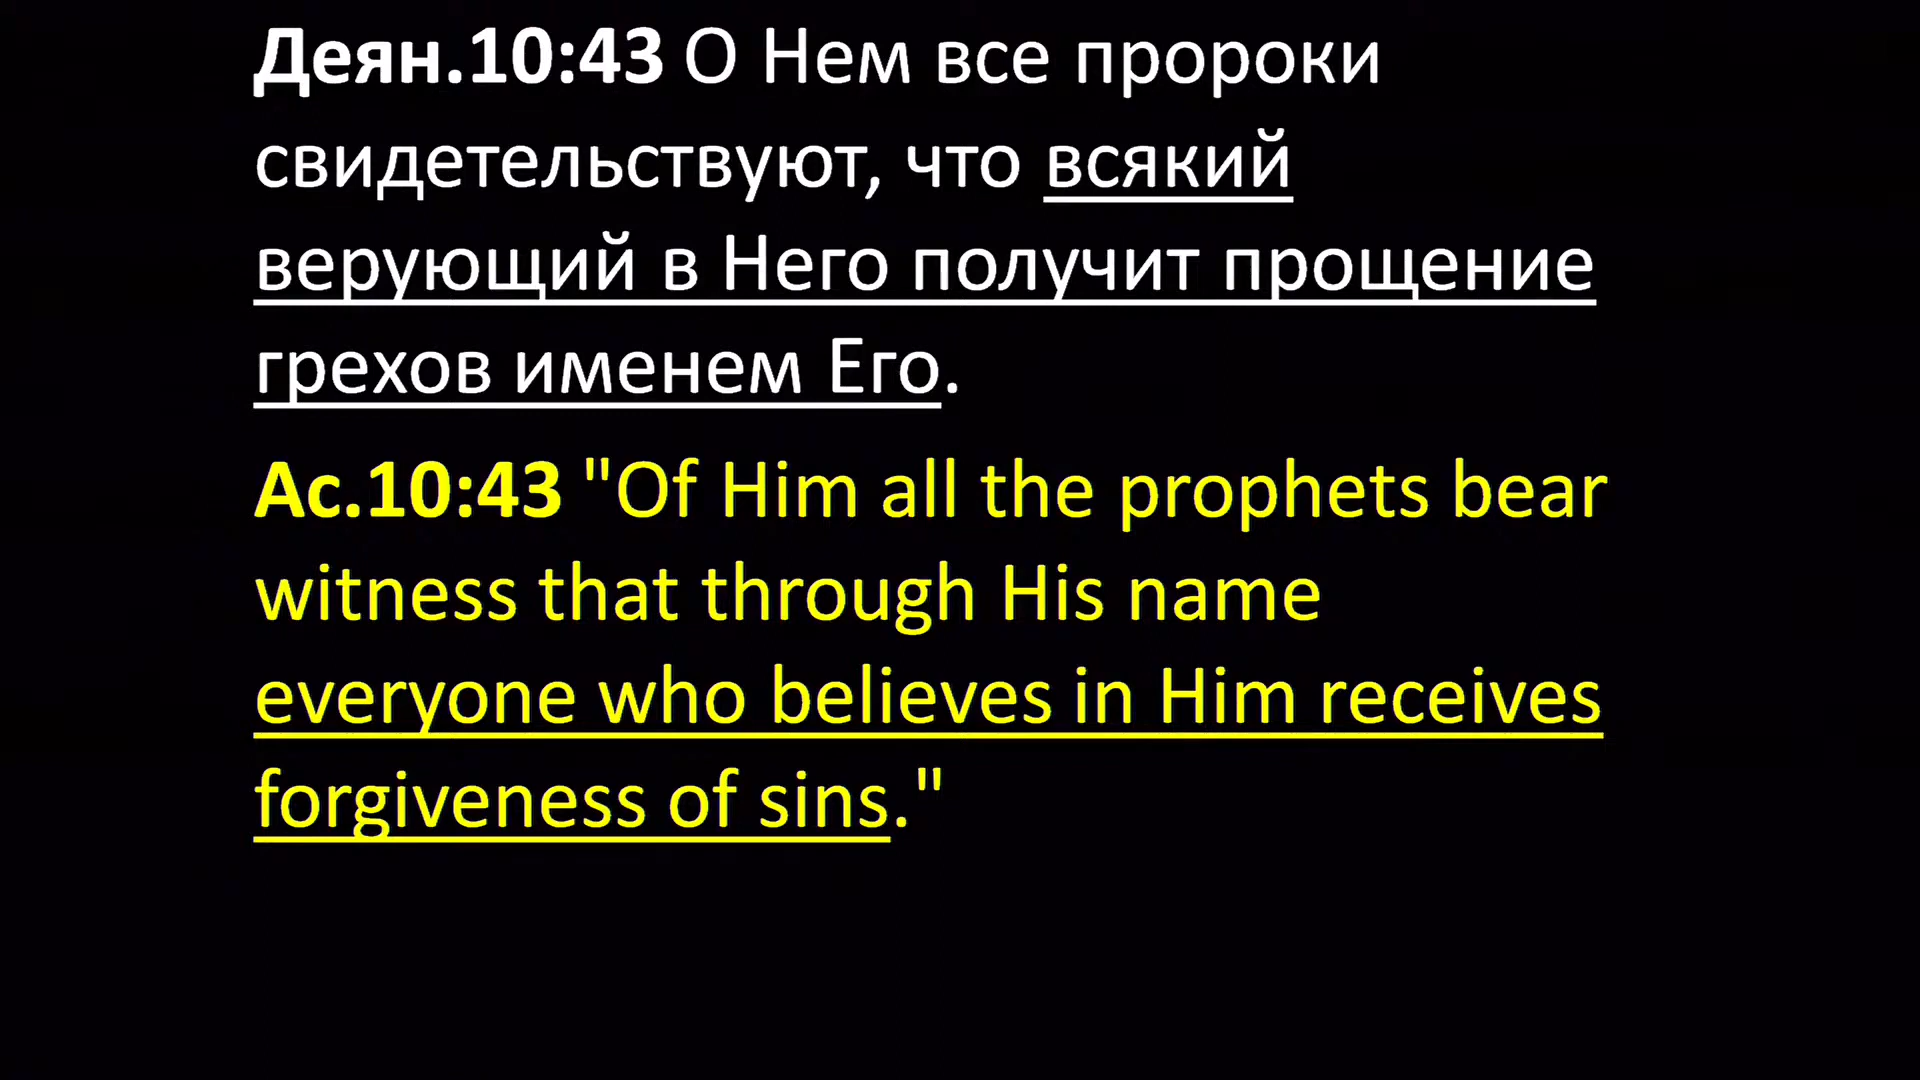 Деян.10:43 О Нем все пророки
свидетельствуют, что всякий
верующий в Него получит прощение
грехов именем Его.
Ac.10:43 "Of Him all the prophets bear
witness that through His name
everyone who believes in Him receives
forgiveness of sins."